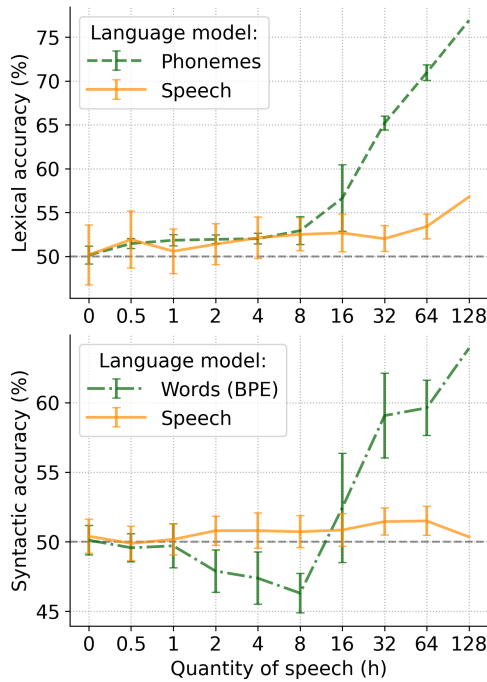 Language model:
Phonemes
Speech
Lexical accuracy (%)
75
70
65
60
55
50
0 0.5 1 2 4 8 16 32 64 128
Language model:
Words (BPE)
Speech
Syntactic accuracy (%)
60
55
50
45
0 0.5 1 2 4 8 16 32 64 128
Quantity of speech (h)